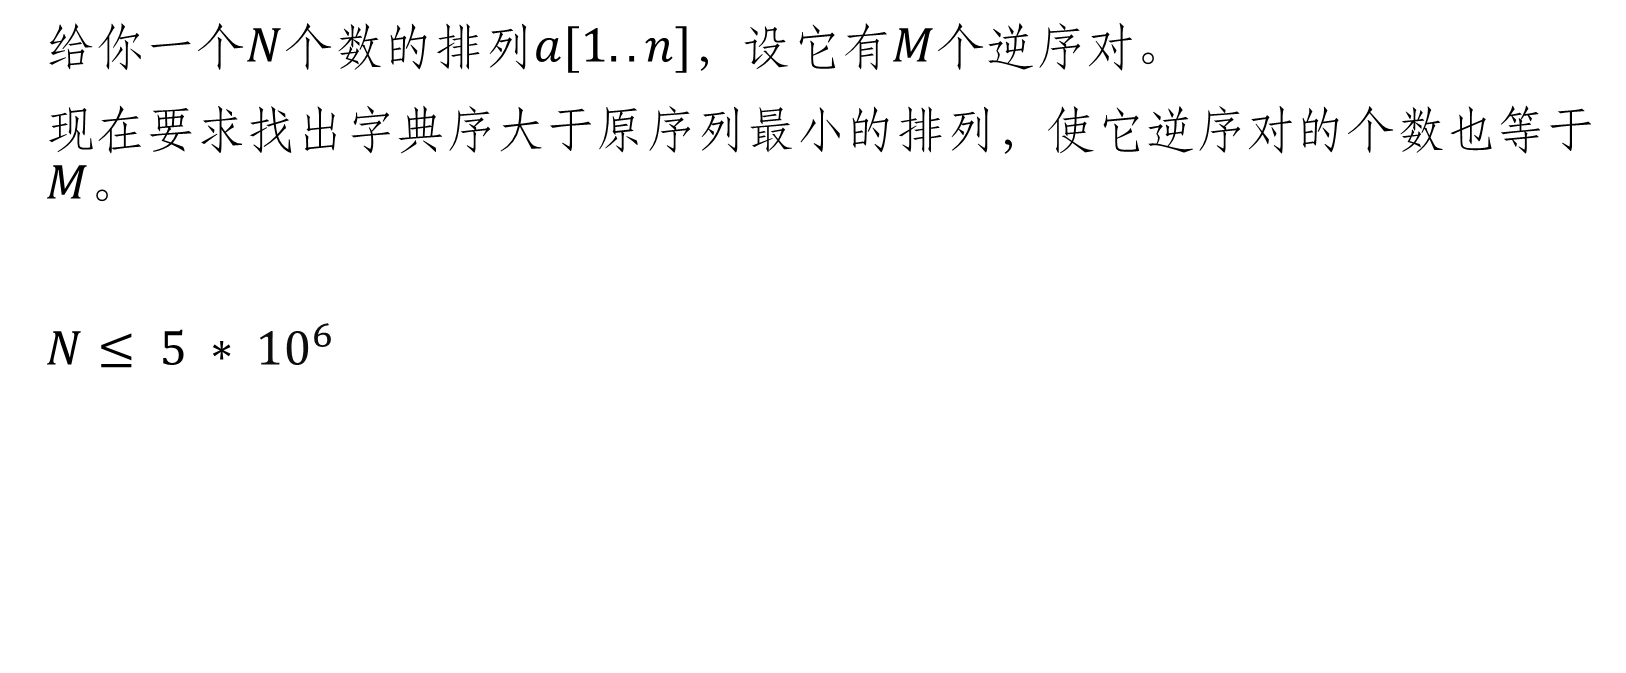 给你一个N个数的排列a[1..n]，设它有M个逆序对。
现在要求找出字典序大于原序列最小的排列，使它逆序对的个数也等于
M。
N ≤ 5 * 10⁶